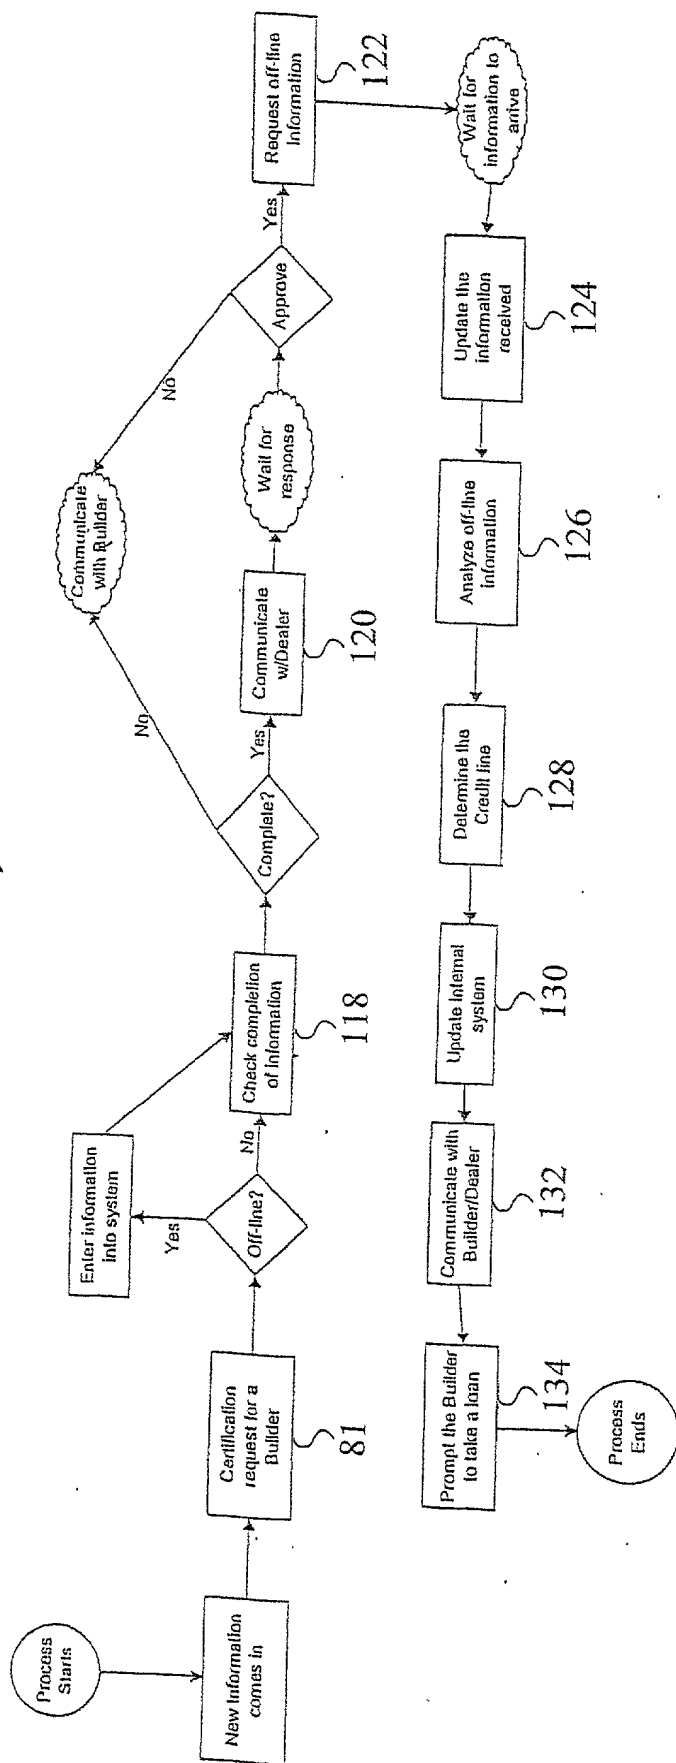 Process
Starts
New Information
comes in
Certification
request for a
Builder
81
Off-line?
Yes
No
Enter information
into system
Check completion
of Information
118
Complete?
No
Yes
Communicate
with Builder
Communicate
w/Dealer
120
Wait for
response
Approve
No
Yes
Request off-line
Information
122
Wait for
information to
arrive
Update the
information
received
124
Analyze off-line
information
126
Determine the
Credit line
128
Update Internal
system
130
Communicate with
Builder/Dealer
132
Prompt the Builder
to take a loan
134
Process
Ends